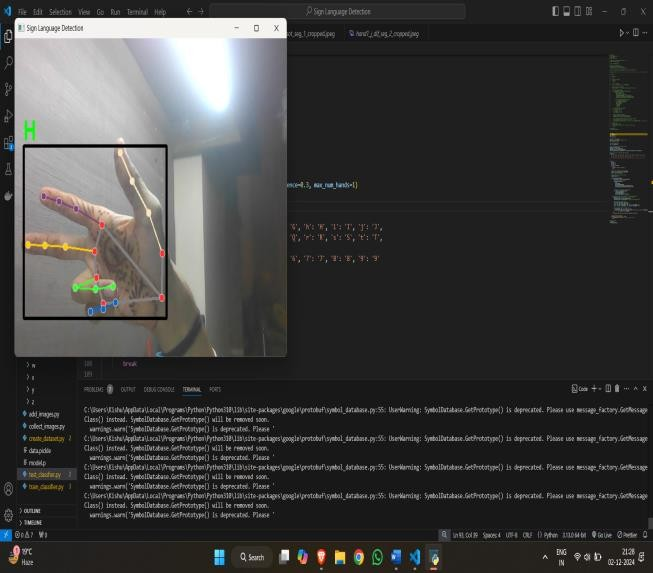 File Edit Selection View Go Run Terminal Help
Sign Language Detection
Sign Language Detection
hand1_j_dif_seg_2_cropped.jpeg
H
max_num_hands=1)
'h': 'H', 'i': 'I', 'j': 'J',
'r': 'R', 's': 'S', 't': 'T',
'7': '7', '8': '8', '9': '9'
108 break
109
w
x
y
z
add_images.py
collect_images.py
create_dataset.py 2
data.pickle
model.p
test_classifier.py 3
train_classifier.py 3
OUTLINE
TIMELINE
PROBLEMS 7 OUTPUT DEBUG CONSOLE TERMINAL PORTS
Code
C:\Users\Kishu\AppData\Local\Programs\Python\Python310\lib\site-packages\google\protobuf\symbol_database.py:55: UserWarning: SymbolDatabase.GetPrototype() is deprecated. Please use message_factory.GetMessage
Class() instead. SymbolDatabase.GetPrototype() will be removed soon.
warnings.warn('SymbolDatabase.GetPrototype() is deprecated. Please '
C:\Users\Kishu\AppData\Local\Programs\Python\Python310\lib\site-packages\google\protobuf\symbol_database.py:55: UserWarning: SymbolDatabase.GetPrototype() is deprecated. Please use message_factory.GetMessage
Class() instead. SymbolDatabase.GetPrototype() will be removed soon.
warnings.warn('SymbolDatabase.GetPrototype() is deprecated. Please '
C:\Users\Kishu\AppData\Local\Programs\Python\Python310\lib\site-packages\google\protobuf\symbol_database.py:55: UserWarning: SymbolDatabase.GetPrototype() is deprecated. Please use message_factory.GetMessage
Class() instead. SymbolDatabase.GetPrototype() will be removed soon.
warnings.warn('SymbolDatabase.GetPrototype() is deprecated. Please '
C:\Users\Kishu\AppData\Local\Programs\Python\Python310\lib\site-packages\google\protobuf\symbol_database.py:55: UserWarning: SymbolDatabase.GetPrototype() is deprecated. Please use message_factory.GetMessage
Class() instead. SymbolDatabase.GetPrototype() will be removed soon.
warnings.warn('SymbolDatabase.GetPrototype() is deprecated. Please '
Ln 93, Col 39 Spaces: 4 UTF-8 CRLF Python 3.13.0 64-bit Go Live Prettier
19°C
Haze
Search
ENG
IN
21:28
02-12-2024